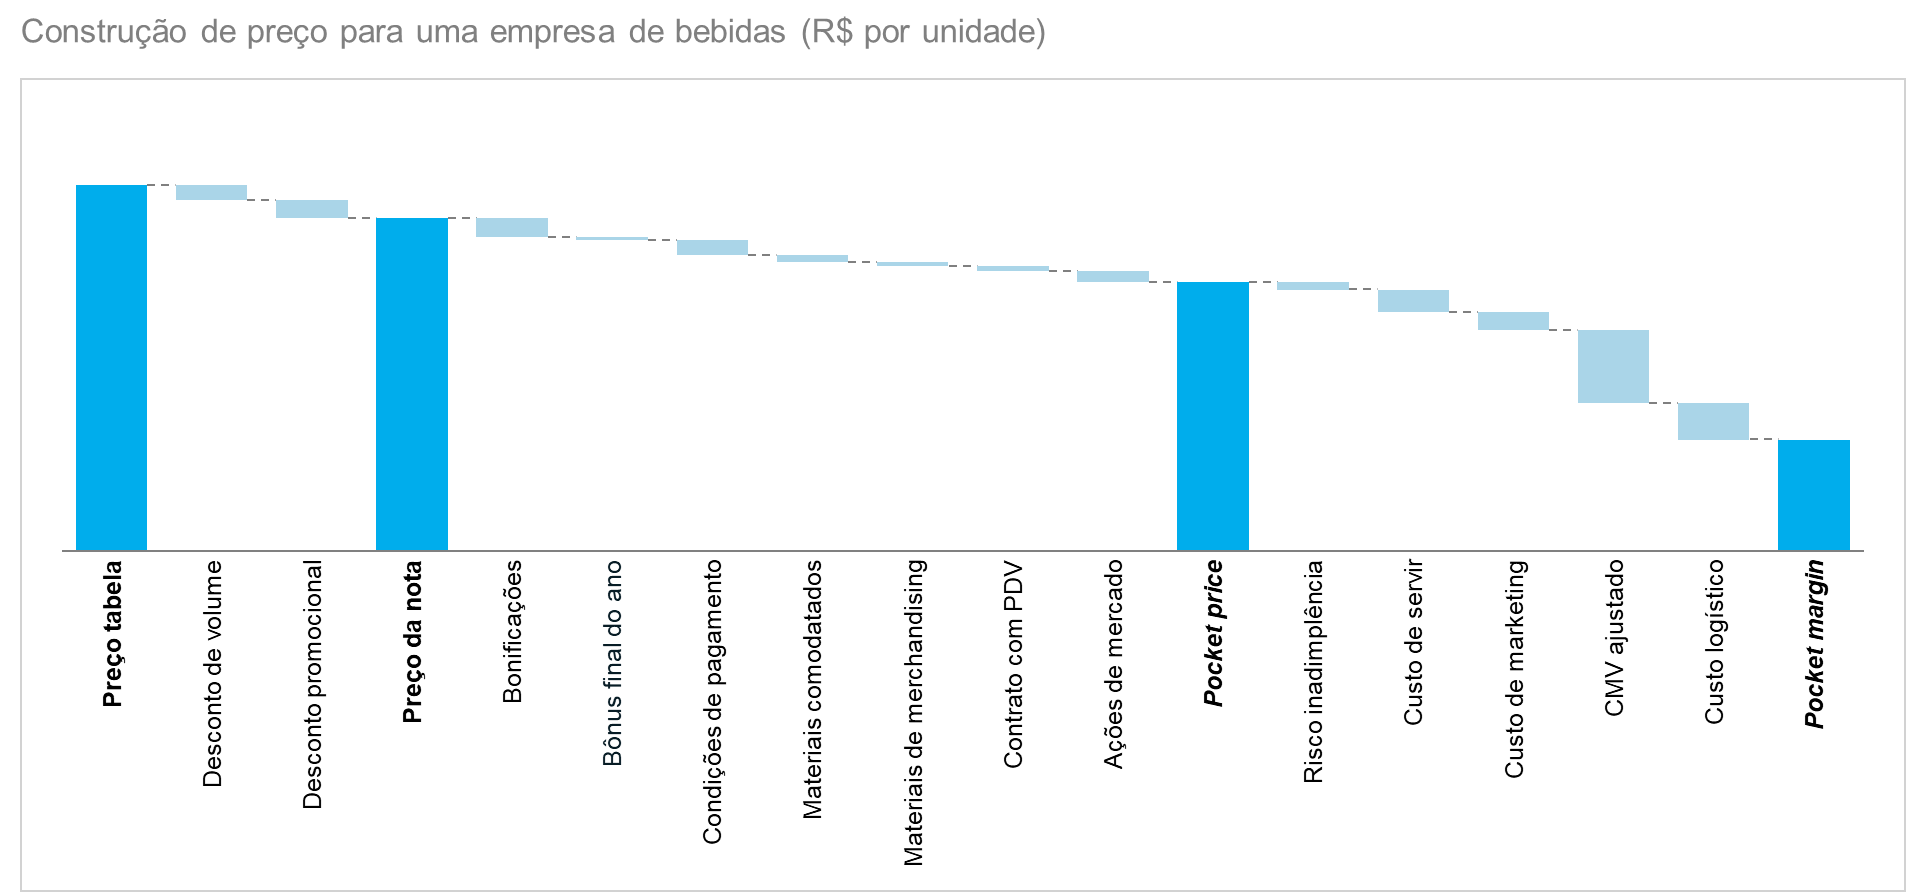 Construção de preço para uma empresa de bebidas (R$ por unidade)
Preço tabela
Desconto de volume
Desconto promocional
Preço da nota
Bonificações
Bônus final do ano
Condições de pagamento
Materiais comodatados
Materiais de merchandising
Contrato com PDV
Ações de mercado
Pocket price
Risco inadimplência
Custo de servir
Custo de marketing
CMV ajustado
Custo logístico
Pocket margin